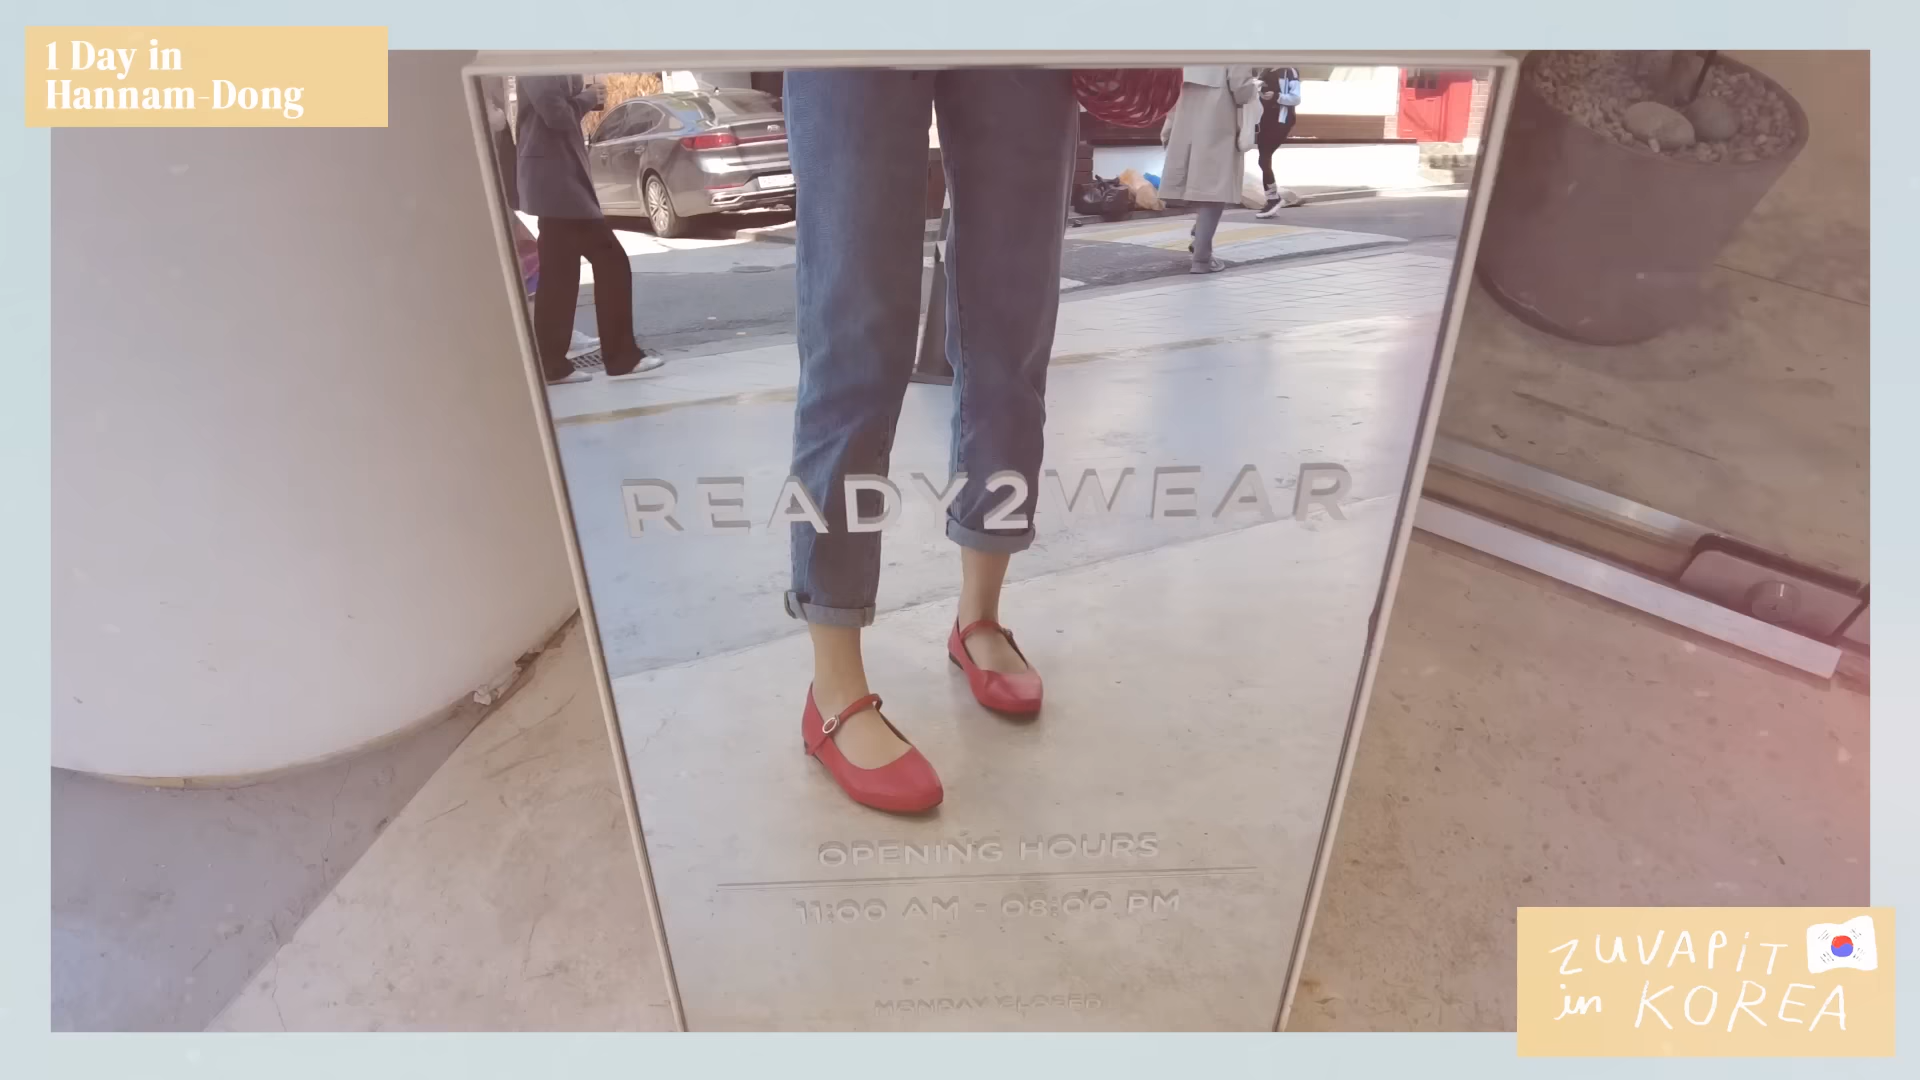 1 Day in
Hannam-Dong
READY2WEAR
OPENING HOURS
11:00 AM - 08:00 PM
MONDAY CLOSED
ZUVAPiT
in KOREA